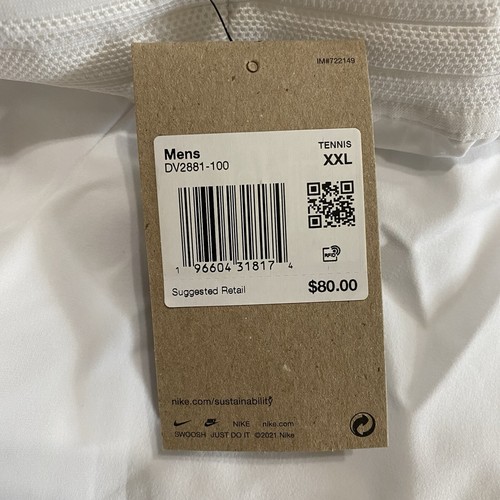 IM#722149
Mens
DV2881-100
TENNIS
XXL
RFID
1 96604 31817 4
Suggested Retail
$80.00
nike.com/sustainability
NIKE nike.com
SWOOSH JUST DO IT ©2021 Nike